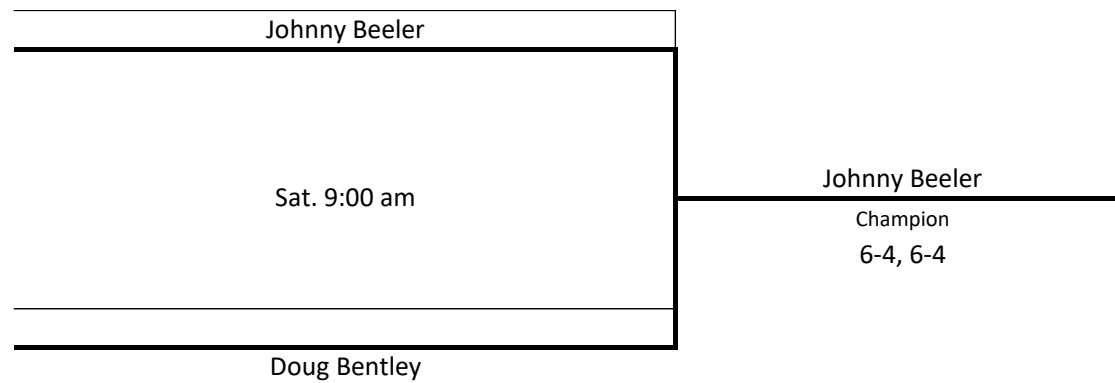 Johnny Beeler
Sat. 9:00 am
Johnny Beeler
Champion
6-4, 6-4
Doug Bentley